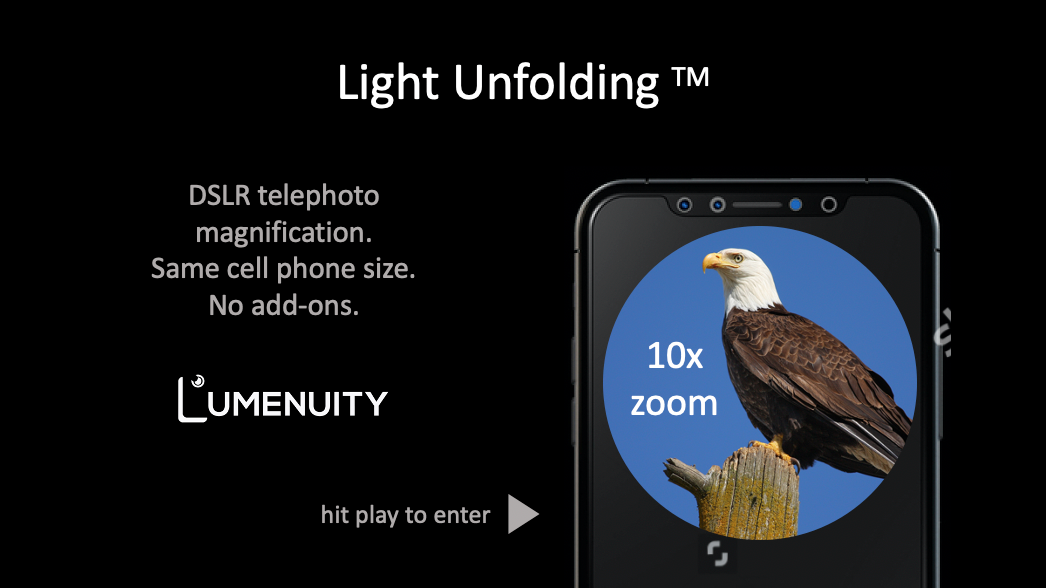 Light Unfolding ™
DSLR telephoto
magnification.
Same cell phone size.
No add-ons.
LUMENUITY
10x
zoom
hit play to enter